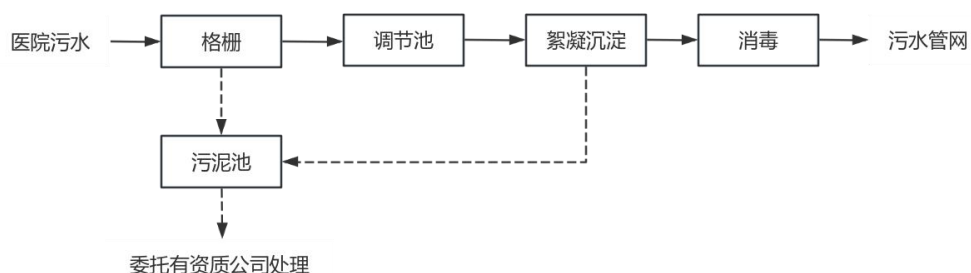 医院污水
格栅
调节池
絮凝沉淀
消毒
污水管网
污泥池
委托有资质公司处理